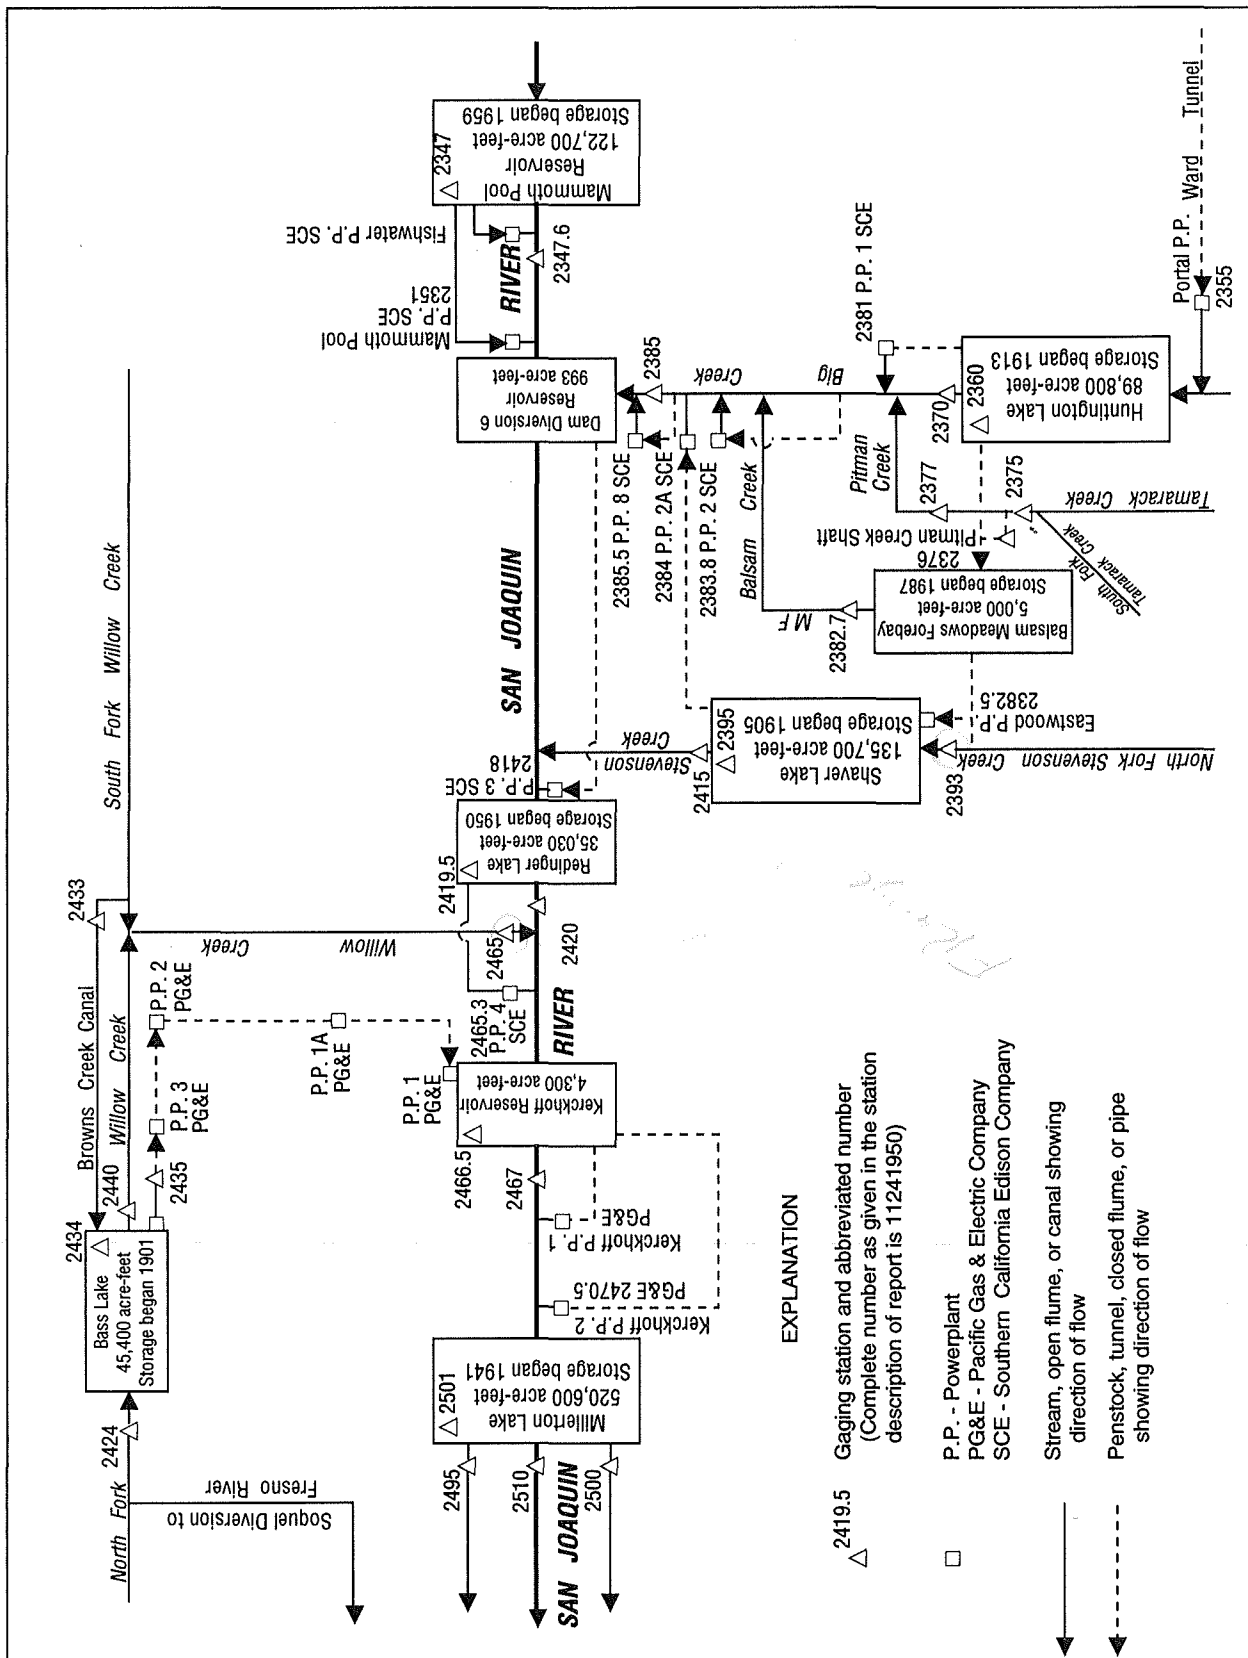 North Fork
2424
Soquel Diversion to
Fresno River
Bass Lake
45,400 acre-feet
Storage began 1901
2434
2440
2435
Browns Creek Canal
Willow Creek
2433
South Fork Willow Creek
P.P. 3
PG&E
P.P. 2
PG&E
P.P. 1A
PG&E
P.P. 1
PG&E
Willow Creek
2465
2495
2510
2500
SAN JOAQUIN
Millerton Lake
520,600 acre-feet
Storage began 1941
2501
Kerckhoff P.P. 2
PG&E 2470.5
Kerckhoff P.P. 1
PG&E
2467
2466.5
Kerckhoff Reservoir
4,300 acre-feet
2465.3
P.P. 4
SCE
RIVER
2420
2419.5
Redinger Lake
35,030 acre-feet
Storage began 1950
P.P. 3 SCE
2418
SAN JOAQUIN
Stevenson Creek
2415
2395
Shaver Lake
135,700 acre-feet
Storage began 1905
2393
North Fork Stevenson Creek
Eastwood P.P.
2382.5
Dam Diversion 6
Reservoir
993 acre-feet
2385
2385.5 P.P. 8 SCE
2384 P.P. 2A SCE
2383.8 P.P. 2 SCE
Balsam Creek
MF
2382.7
Balsam Meadows Forebay
5,000 acre-feet
Storage began 1987
2376
Pitman Creek Shaft
Pitman
Creek
2377
2375
South Fork
Tamarack Creek
Tamarack Creek
Big Creek
2381 P.P. 1 SCE
2370
2360
Huntington Lake
89,800 acre-feet
Storage began 1913
Portal P.P.
2355
Ward Tunnel
Mammoth Pool
P.P. SCE
2351
RIVER
2347.6
Fishwater P.P. SCE
2347
Mammoth Pool
Reservoir
122,700 acre-feet
Storage began 1959
EXPLANATION
2419.5 Gaging station and abbreviated number
(Complete number as given in the station
description of report is 11241950)
P.P. - Powerplant
PG&E - Pacific Gas & Electric Company
SCE - Southern California Edison Company
Stream, open flume, or canal showing
direction of flow
Penstock, tunnel, closed flume, or pipe
showing direction of flow